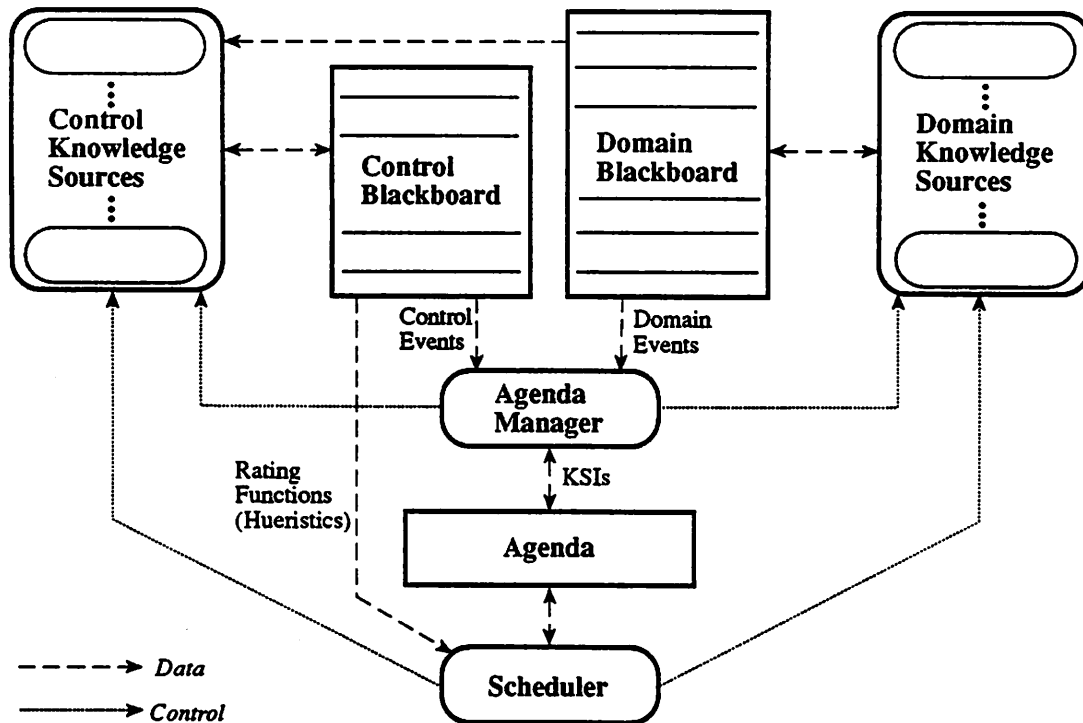 Control
Knowledge
Sources
Control
Blackboard
Domain
Blackboard
Domain
Knowledge
Sources
Control
Events
Domain
Events
Agenda
Manager
Rating
Functions
(Hueristics)
KSIs
Agenda
Scheduler
Data
Control